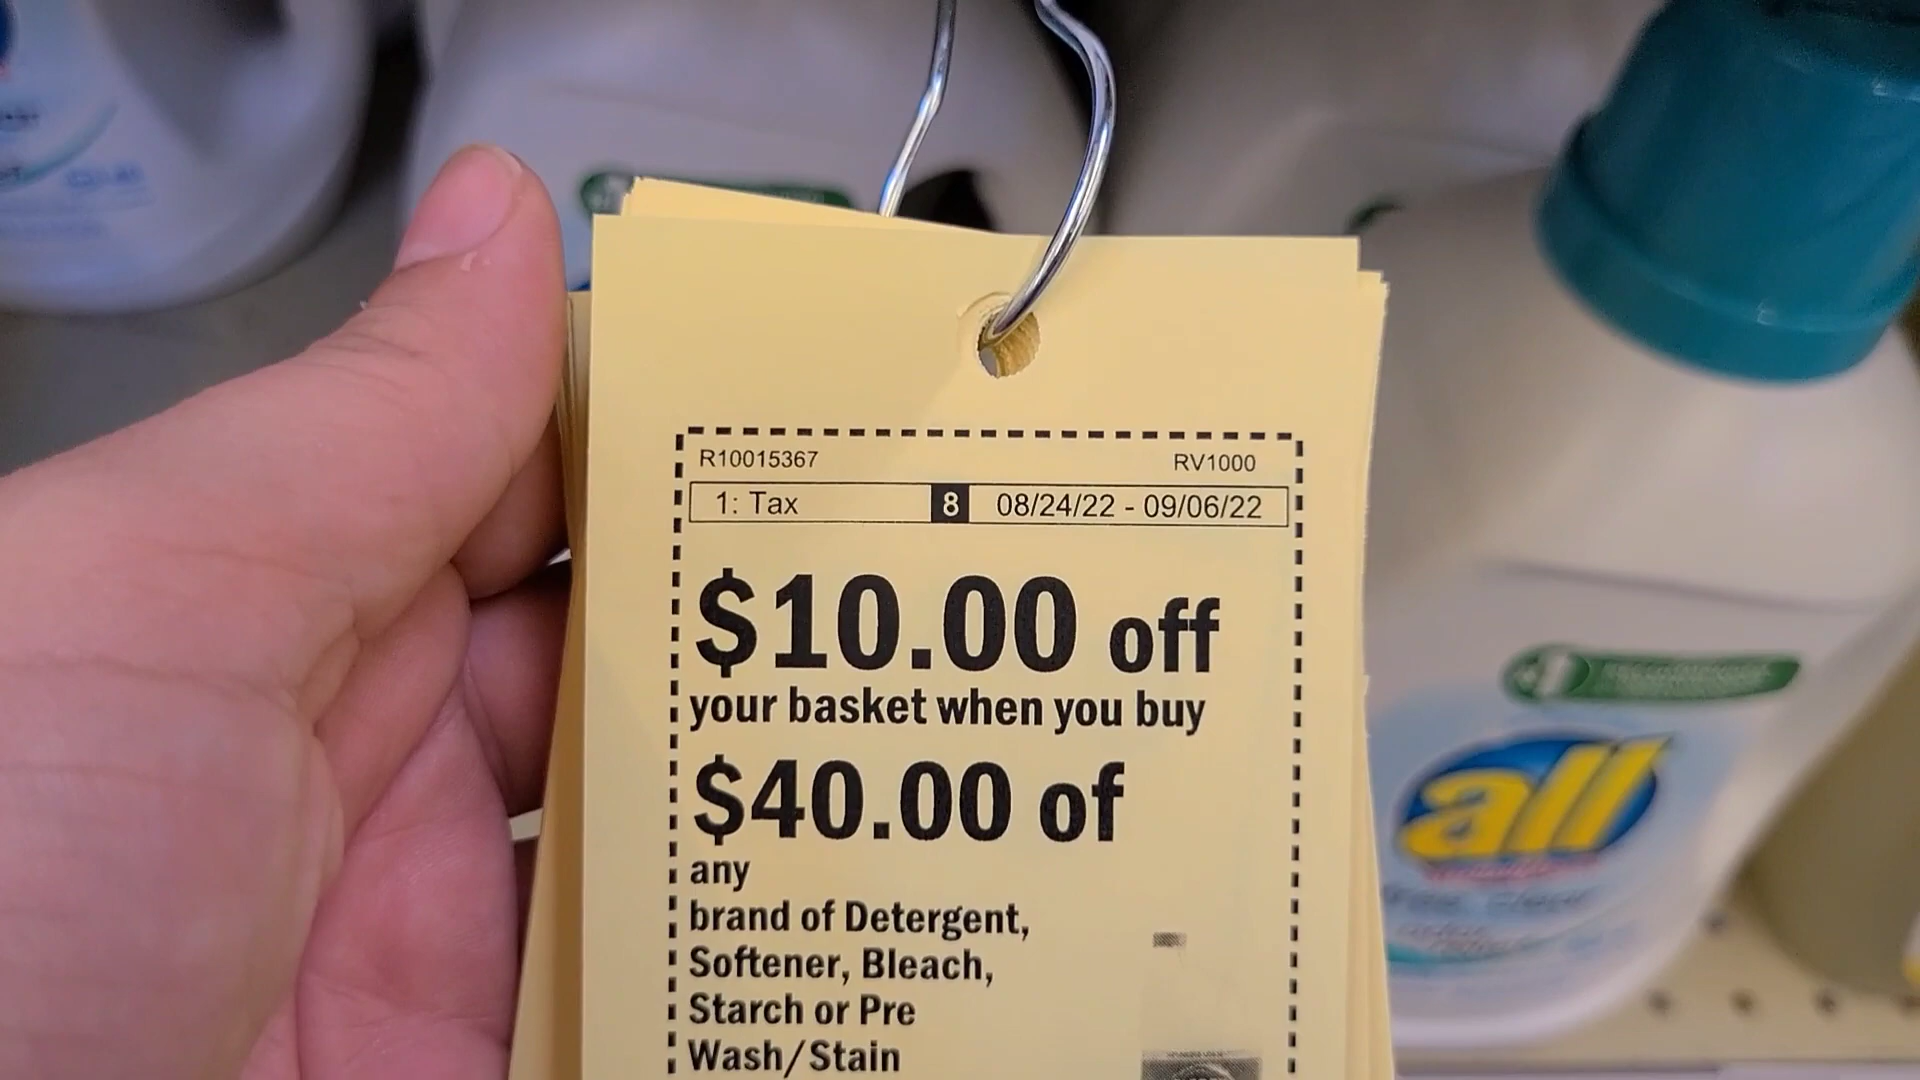 R10015367 RV1000
1: Tax 8 08/24/22 - 09/06/22
$10.00 off
your basket when you buy
$40.00 of
any
brand of Detergent,
Softener, Bleach,
Starch or Pre
Wash/Stain
all